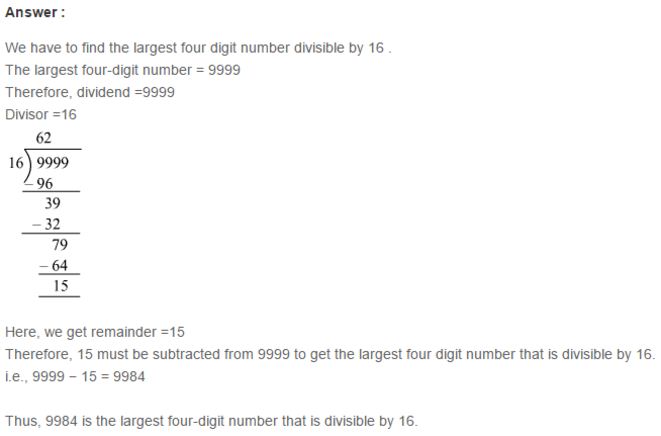 Answer :
We have to find the largest four digit number divisible by 16 .
The largest four-digit number = 9999
Therefore, dividend =9999
Divisor =16
62
16) 9999
– 96
39
– 32
79
– 64
15
Here, we get remainder =15
Therefore, 15 must be subtracted from 9999 to get the largest four digit number that is divisible by 16.
i.e., 9999 − 15 = 9984
Thus, 9984 is the largest four-digit number that is divisible by 16.